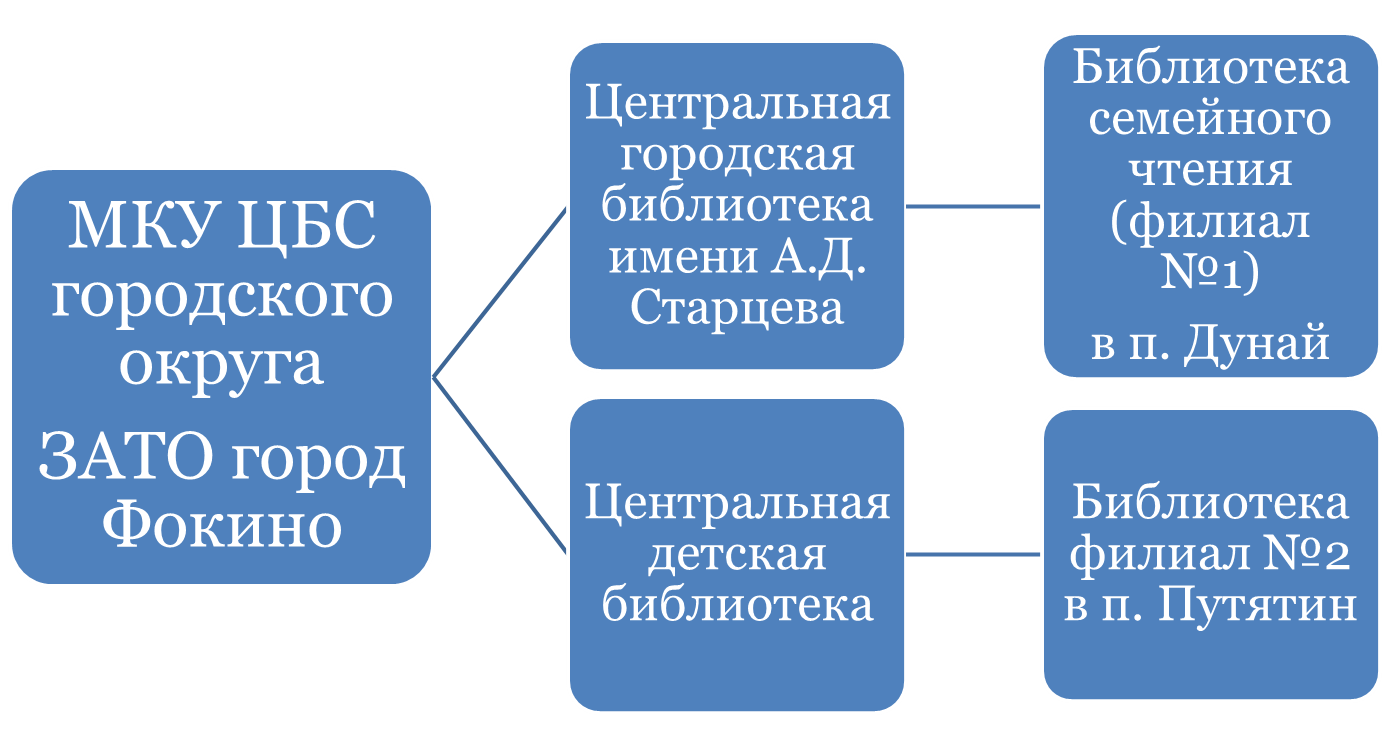 МКУ ЦБС
городского
округа
ЗАТО город
Фокино
Центральная
городская
библиотека
имени А.Д.
Старцева
Библиотека
семейного
чтения
(филиал
№1)
в п. Дунай
Центральная
детская
библиотека
Библиотека
филиал №2
в п. Путятин